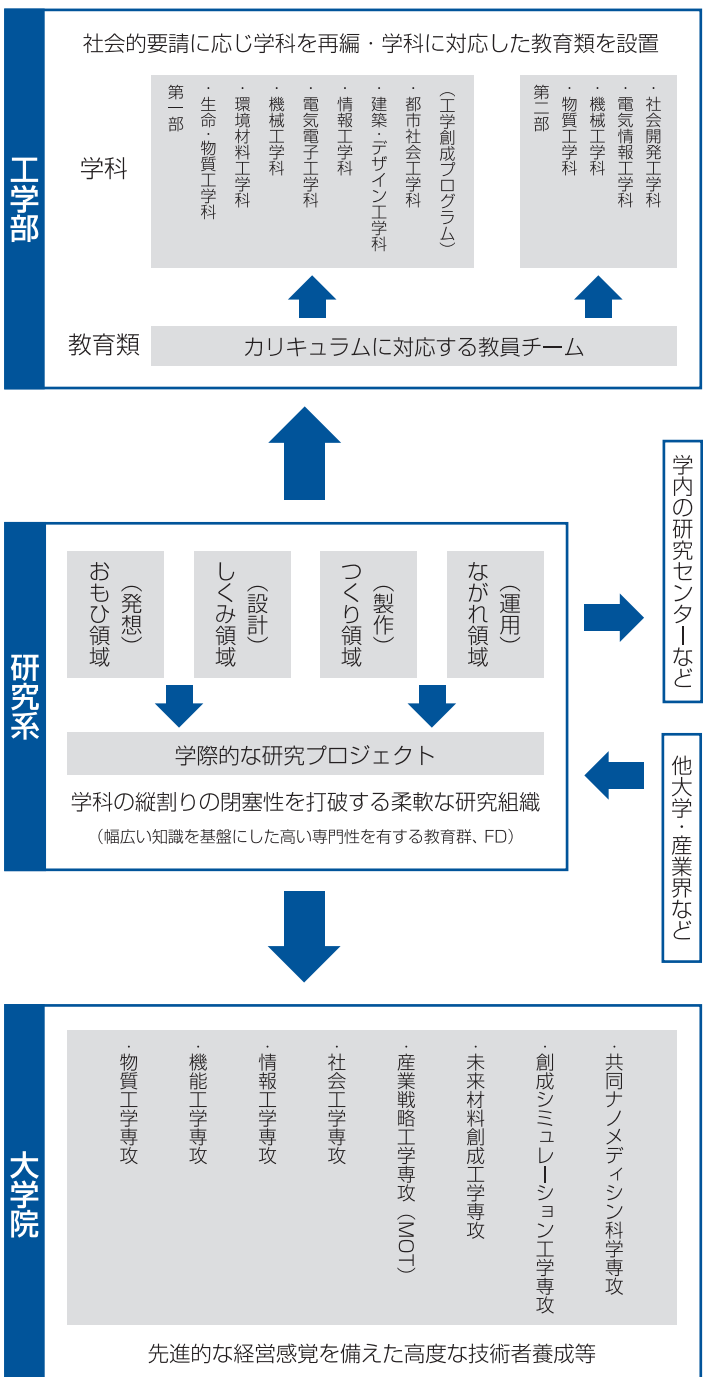 工学部
社会的要請に応じ学科を再編・学科に対応した教育類を設置
学科
第一部
・生命・物質工学科
・環境材料工学科
・機械工学科
・電気電子工学科
・情報工学科
・建築・デザイン工学科
・都市社会工学科
（工学創成プログラム）
第二部
・物質工学科
・機械工学科
・電気情報工学科
・社会開発工学科
教育類
カリキュラムに対応する教員チーム
研究系
おもひ領域
（発想）
しくみ領域
（設計）
つくり領域
（製作）
ながれ領域
（運用）
学際的な研究プロジェクト
学科の縦割りの閉塞性を打破する柔軟な研究組織
（幅広い知識を基盤にした高い専門性を有する教育群、FD）
学内の研究センターなど
他大学・産業界など
大学院
・物質工学専攻
・機能工学専攻
・情報工学専攻
・社会工学専攻
・産業戦略工学専攻（MOT）
・未来材料創成工学専攻
・創成シミュレーション工学専攻
・共同ナノメディシン科学専攻
先進的な経営感覚を備えた高度な技術者養成等